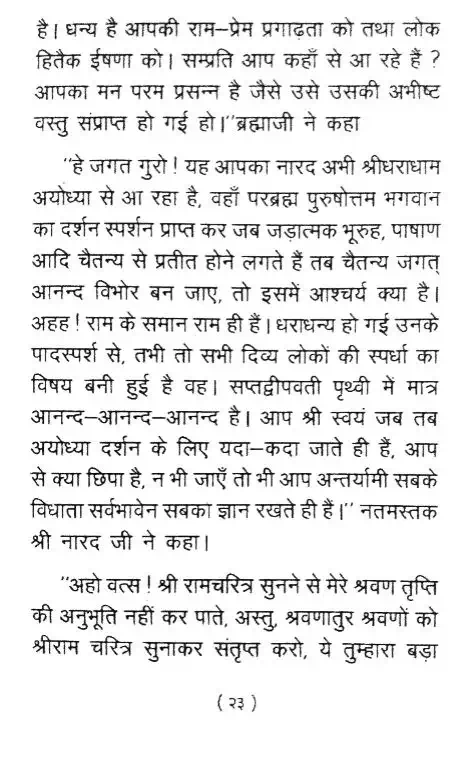 है। धन्य है आपकी राम–प्रेम प्रगाढ़ता को तथा लोक
हितैक ईषणा को। सम्प्रति आप कहाँ से आ रहे हैं ?
आपका मन परम प्रसन्न है जैसे उसे उसकी अभीष्ट
वस्तु संप्राप्त हो गई हो।''ब्रह्माजी ने कहा
''हे जगत गुरो ! यह आपका नारद अभी श्रीधराधाम
अयोध्या से आ रहा है, वहाँ परब्रह्म पुरुषोत्तम भगवान
का दर्शन स्पर्शन प्राप्त कर जब जड़ात्मक भूरुह, पाषाण
आदि चैतन्य से प्रतीत होने लगते हैं तब चैतन्य जगत्
आनन्द विभोर बन जाए, तो इसमें आश्चर्य क्या है।
अहह ! राम के समान राम ही हैं। धराधन्य हो गई उनके
पादस्पर्श से, तभी तो सभी दिव्य लोकों की स्पर्धा का
विषय बनी हुई है वह। सप्तद्वीपवती पृथ्वी में मात्र
आनन्द–आनन्द–आनन्द है। आप श्री स्वयं जब तब
अयोध्या दर्शन के लिए यदा–कदा जाते ही हैं, आप
से क्या छिपा है, न भी जाएँ तो भी आप अन्तर्यामी सबके
विधाता सर्वभावेन सबका ज्ञान रखते ही हैं।'' नतमस्तक
श्री नारद जी ने कहा।
''अहो वत्स ! श्री रामचरित्र सुनने से मेरे श्रवण तृप्ति
की अनुभूति नहीं कर पाते, अस्तु, श्रवणातुर श्रवणों को
श्रीराम चरित्र सुनाकर संतृप्त करो, ये तुम्हारा बड़ा
( २३ )